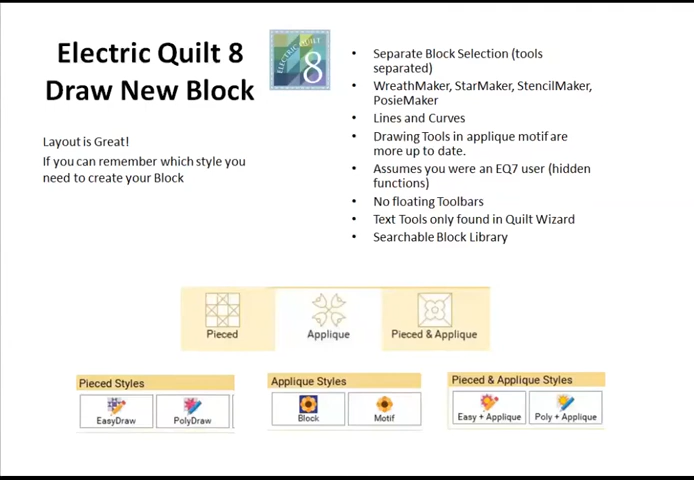 Electric Quilt 8
Draw New Block
ELECTRIC QUILT
8
Layout is Great!
If you can remember which style you
need to create your Block
• Separate Block Selection (tools
separated)
• WreathMaker, StarMaker, StencilMaker,
PosieMaker
• Lines and Curves
• Drawing Tools in applique motif are
more up to date.
• Assumes you were an EQ7 user (hidden
functions)
• No floating Toolbars
• Text Tools only found in Quilt Wizard
• Searchable Block Library
Pieced
Applique
Pieced & Applique
Pieced Styles
EasyDraw
PolyDraw
Applique Styles
Block
Motif
Pieced & Applique Styles
Easy + Applique
Poly + Applique